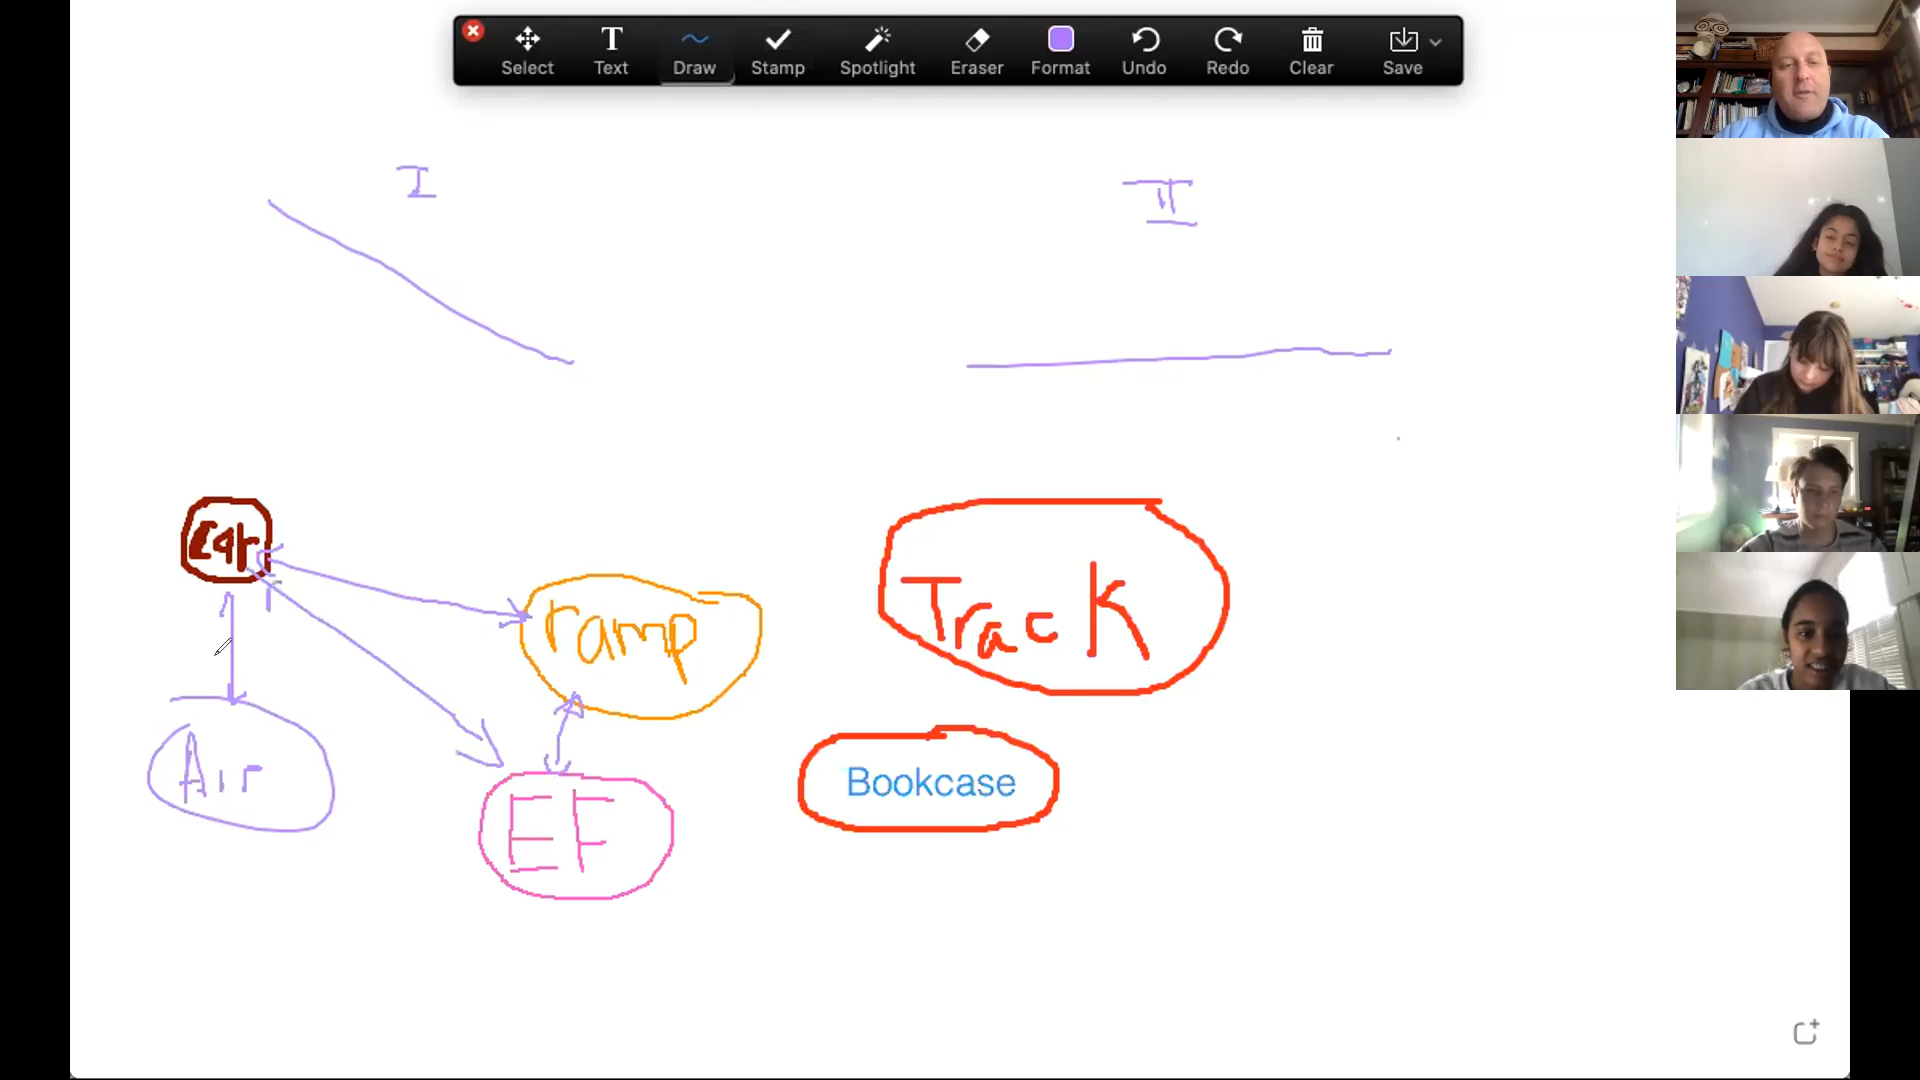 Select Text Draw Stamp Spotlight Eraser Format Undo Redo Clear Save
I
II
Car
ramp
Track
Air
EF
Bookcase